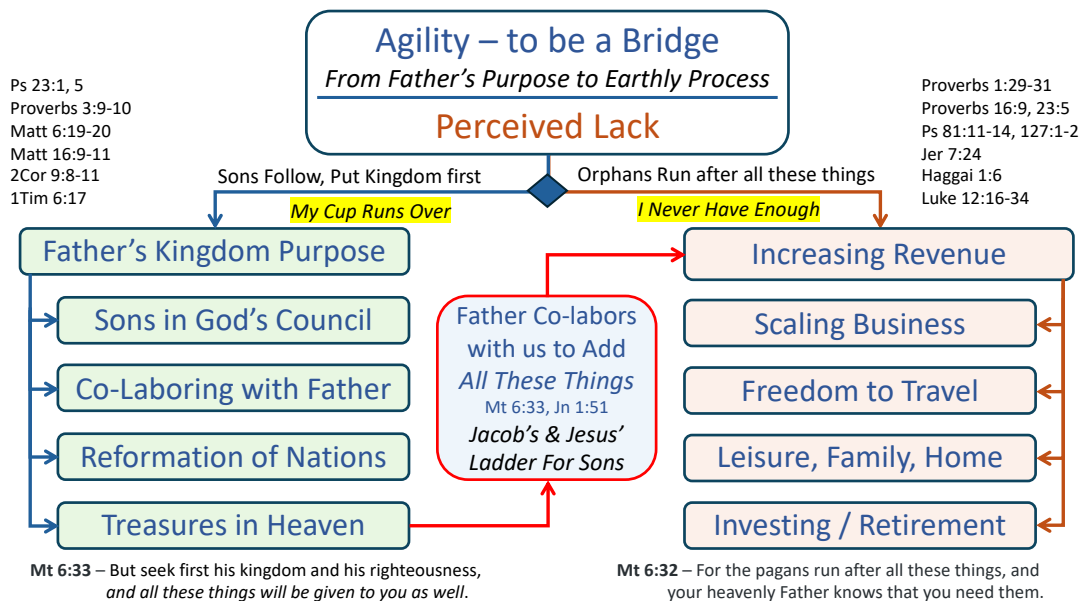 Agility – to be a Bridge
From Father's Purpose to Earthly Process
Perceived Lack
Ps 23:1, 5
Proverbs 3:9-10
Matt 6:19-20
Matt 16:9-11
2Cor 9:8-11
1Tim 6:17
Proverbs 1:29-31
Proverbs 16:9, 23:5
Ps 81:11-14, 127:1-2
Jer 7:24
Haggai 1:6
Luke 12:16-34
Sons Follow, Put Kingdom first
My Cup Runs Over
Orphans Run after all these things
I Never Have Enough
Father's Kingdom Purpose
Sons in God's Council
Co-Laboring with Father
Reformation of Nations
Treasures in Heaven
Father Co-labors
with us to Add
All These Things
Mt 6:33, Jn 1:51
Jacob's & Jesus'
Ladder For Sons
Increasing Revenue
Scaling Business
Freedom to Travel
Leisure, Family, Home
Investing / Retirement
Mt 6:33 – But seek first his kingdom and his righteousness,
and all these things will be given to you as well.
Mt 6:32 – For the pagans run after all these things, and
your heavenly Father knows that you need them.